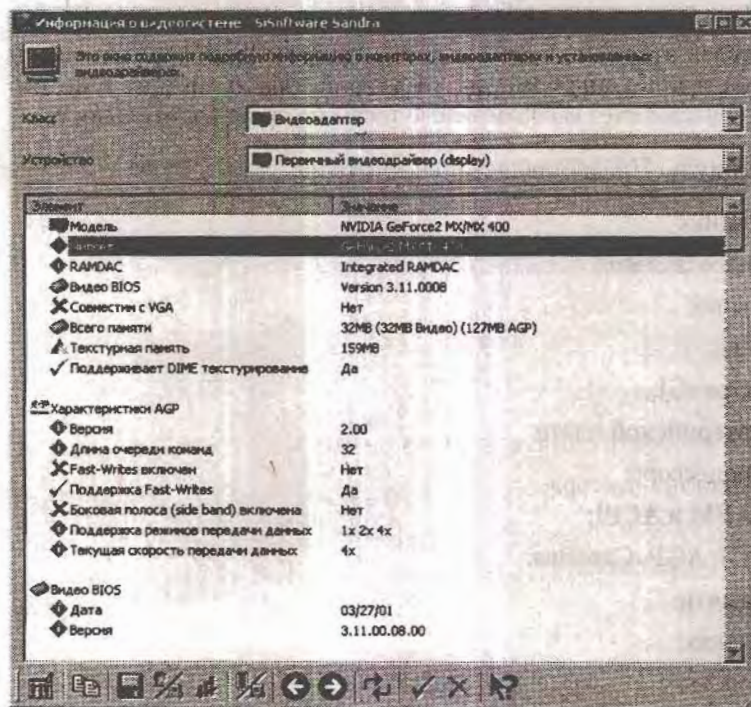 Информация о видеосистеме - SiSoftware Sandra
Это окно содержит подробную информацию о мониторах, видеоадаптерах и установленных
видеодрайверах.
Класс Видеоадаптер
Устройство Первичный видеодрайвер (display)
Элемент Значение
Модель NVIDIA GeForce2 MX/MX 400
RAMDAC Integrated RAMDAC
Видео BIOS Version 3.11.0008
Совместим с VGA Нет
Всего памяти 32MB (32MB Видео) (127MB AGP)
Текстурная память 159MB
Поддерживает DIME текстурирование Да
Характеристики AGP
Версия 2.00
Длина очереди команд 32
Fast-Writes включен Нет
Поддержка Fast-Writes Да
Боковая полоса (side band) включена Нет
Поддержка режимов передачи данных 1x 2x 4x
Текущая скорость передачи данных 4x
Видео BIOS
Дата 03/27/01
Версия 3.11.00.08.00